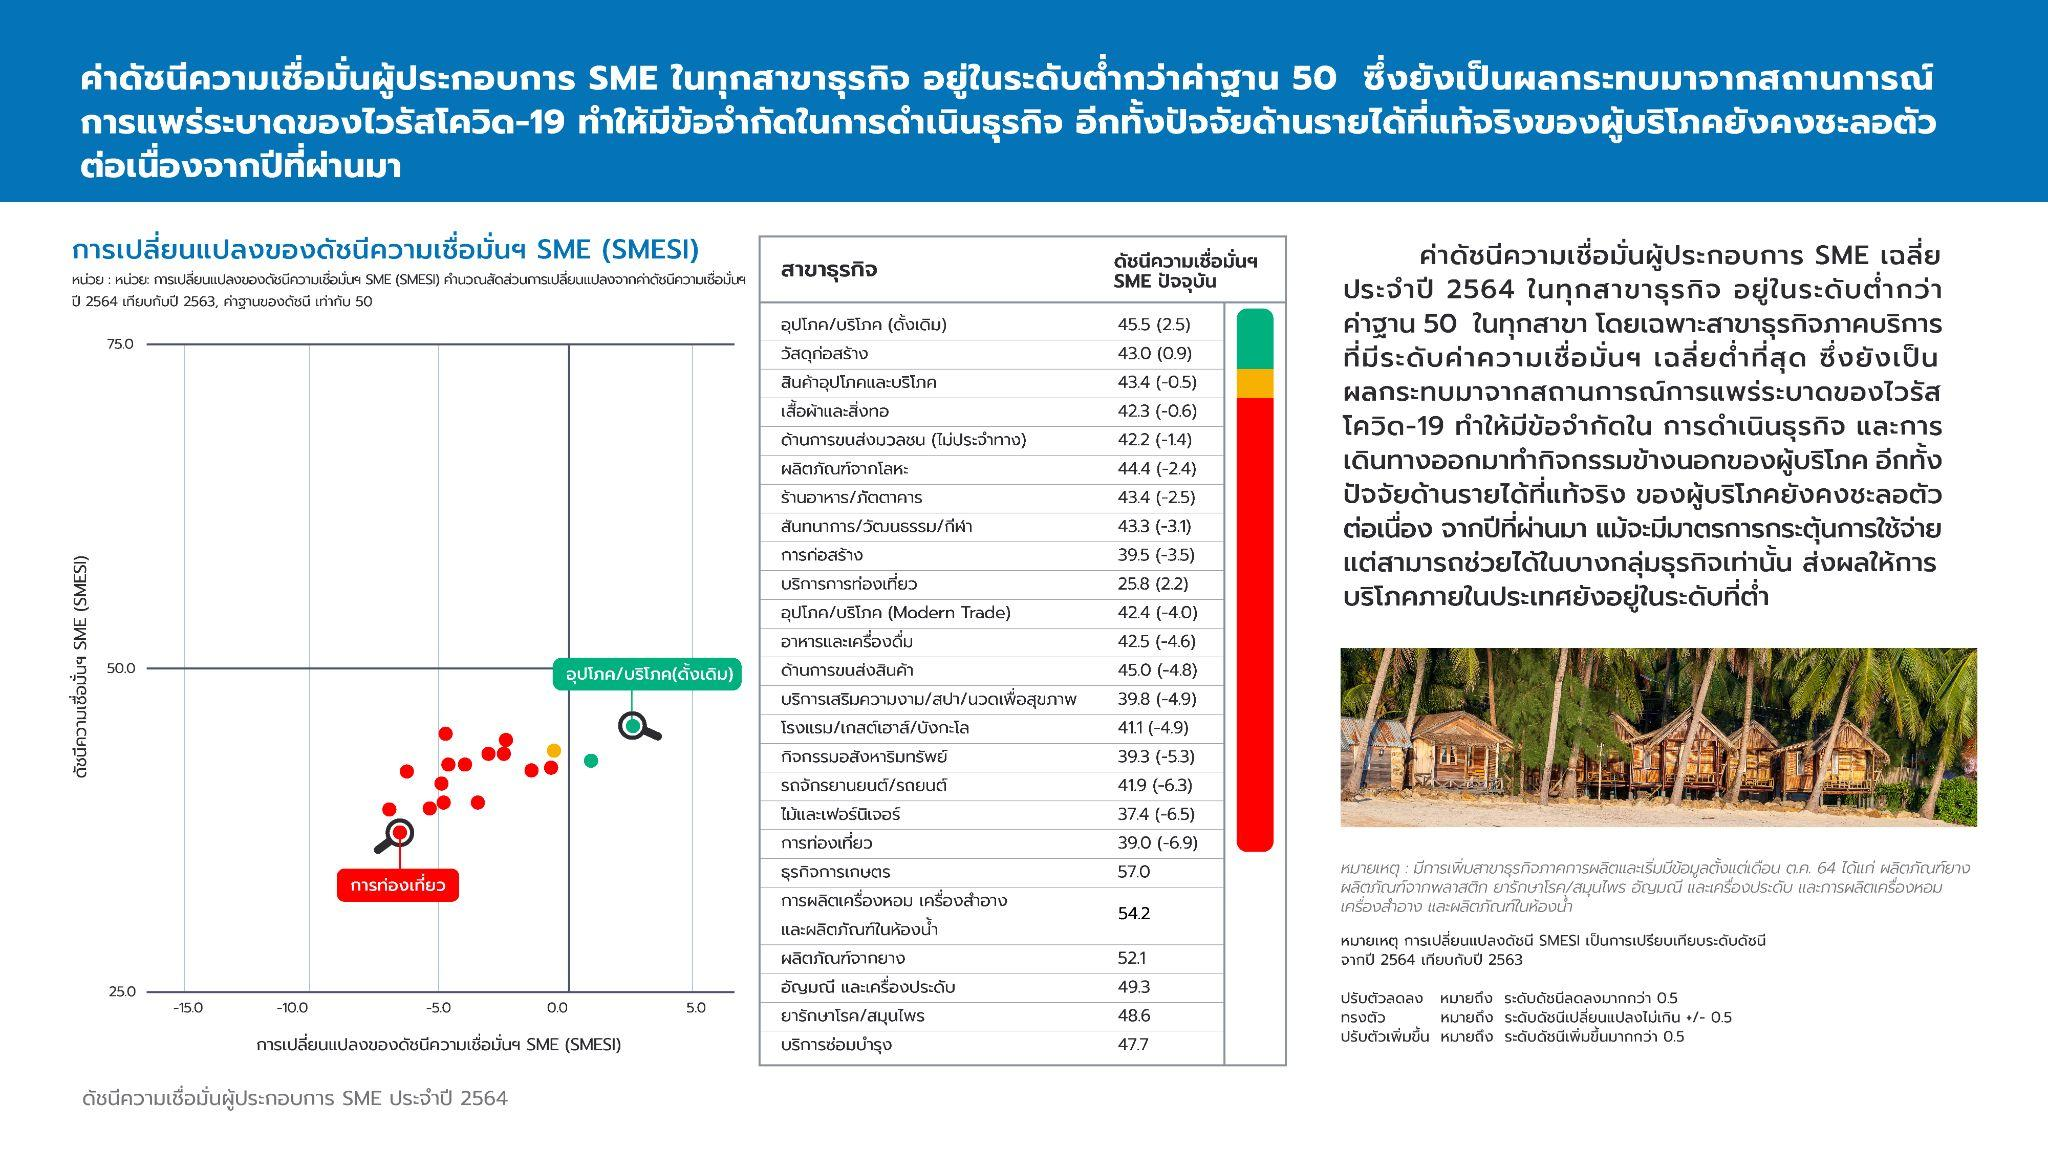 ค่าดัชนีความเชื่อมั่นผู้ประกอบการ SME ในทุกสาขาธุรกิจ อยู่ในระดับต่ำกว่าค่าฐาน 50 ซึ่งยังเป็นผลกระทบมาจากสถานการณ์
การแพร่ระบาดของไวรัสโควิด-19 ทำให้มีข้อจำกัดในการดำเนินธุรกิจ อีกทั้งปัจจัยด้านรายได้ที่แท้จริงของผู้บริโภคยังคงชะลอตัว
ต่อเนื่องจากปีที่ผ่านมา
การเปลี่ยนแปลงของดัชนีความเชื่อมั่นฯ SME (SMESI)
หน่วย : หน่วย: การเปลี่ยนแปลงของดัชนีความเชื่อมั่นฯ SME (SMESI) คำนวณสัดส่วนการเปลี่ยนแปลงจากค่าดัชนีความเชื่อมั่นฯ
ปี 2564 เทียบกับปี 2563, ค่าฐานของดัชนี เท่ากับ 50
75.0
50.0
25.0
ดัชนีความเชื่อมั่นฯ SME (SMESI)
อุปโภค/บริโภค(ดั้งเดิม)
การท่องเที่ยว
-15.0 -10.0 -5.0 0.0 5.0
การเปลี่ยนแปลงของดัชนีความเชื่อมั่นฯ SME (SMESI)
สาขาธุรกิจ
ดัชนีความเชื่อมั่นฯ
SME ปัจจุบัน
อุปโภค/บริโภค (ดั้งเดิม) 45.5 (2.5)
วัสดุก่อสร้าง 43.0 (0.9)
สินค้าอุปโภคและบริโภค 43.4 (-0.5)
เสื้อผ้าและสิ่งทอ 42.3 (-0.6)
ด้านการขนส่งมวลชน (ไม่ประจำทาง) 42.2 (-1.4)
ผลิตภัณฑ์จากโลหะ 44.4 (-2.4)
ร้านอาหาร/ภัตตาคาร 43.4 (-2.5)
สันทนาการ/วัฒนธรรม/กีฬา 43.3 (-3.1)
การก่อสร้าง 39.5 (-3.5)
บริการการท่องเที่ยว 25.8 (2.2)
อุปโภค/บริโภค (Modern Trade) 42.4 (-4.0)
อาหารและเครื่องดื่ม 42.5 (-4.6)
ด้านการขนส่งสินค้า 45.0 (-4.8)
บริการเสริมความงาม/สปา/นวดเพื่อสุขภาพ 39.8 (-4.9)
โรงแรม/เกสต์เฮาส์/บังกะโล 41.1 (-4.9)
กิจกรรมอสังหาริมทรัพย์ 39.3 (-5.3)
รถจักรยานยนต์/รถยนต์ 41.9 (-6.3)
ไม้และเฟอร์นิเจอร์ 37.4 (-6.5)
การท่องเที่ยว 39.0 (-6.9)
ธุรกิจการเกษตร 57.0
การผลิตเครื่องหอม เครื่องสำอาง
และผลิตภัณฑ์ในห้องน้ำ 54.2
ผลิตภัณฑ์จากยาง 52.1
อัญมณี และเครื่องประดับ 49.3
ยารักษาโรค/สมุนไพร 48.6
บริการซ่อมบำรุง 47.7
ค่าดัชนีความเชื่อมั่นผู้ประกอบการ SME เฉลี่ย
ประจำปี 2564 ในทุกสาขาธุรกิจ อยู่ในระดับต่ำกว่า
ค่าฐาน 50 ในทุกสาขา โดยเฉพาะสาขาธุรกิจภาคบริการ
ที่มีระดับค่าความเชื่อมั่นฯ เฉลี่ยต่ำที่สุด ซึ่งยังเป็น
ผลกระทบมาจากสถานการณ์การแพร่ระบาดของไวรัส
โควิด-19 ทำให้มีข้อจำกัดใน การดำเนินธุรกิจ และการ
เดินทางออกมาทำกิจกรรมข้างนอกของผู้บริโภค อีกทั้ง
ปัจจัยด้านรายได้ที่แท้จริง ของผู้บริโภคยังคงชะลอตัว
ต่อเนื่อง จากปีที่ผ่านมา แม้จะมีมาตรการกระตุ้นการใช้จ่าย
แต่สามารถช่วยได้ในบางกลุ่มธุรกิจเท่านั้น ส่งผลให้การ
บริโภคภายในประเทศยังอยู่ในระดับที่ต่ำ
หมายเหตุ : มีการเพิ่มสาขาธุรกิจภาคการผลิตและเริ่มมีข้อมูลตั้งแต่เดือน ต.ค. 64 ได้แก่ ผลิตภัณฑ์ยาง
ผลิตภัณฑ์จากพลาสติก ยารักษาโรค/สมุนไพร อัญมณี และเครื่องประดับ และการผลิตเครื่องหอม
เครื่องสำอาง และผลิตภัณฑ์ในห้องน้ำ
หมายเหตุ การเปลี่ยนแปลงดัชนี SMESI เป็นการเปรียบเทียบระดับดัชนี
จากปี 2564 เทียบกับปี 2563
ปรับตัวลดลง หมายถึง ระดับดัชนีลดลงมากกว่า 0.5
ทรงตัว หมายถึง ระดับดัชนีเปลี่ยนแปลงไม่เกิน +/- 0.5
ปรับตัวเพิ่มขึ้น หมายถึง ระดับดัชนีเพิ่มขึ้นมากกว่า 0.5
ดัชนีความเชื่อมั่นผู้ประกอบการ SME ประจำปี 2564